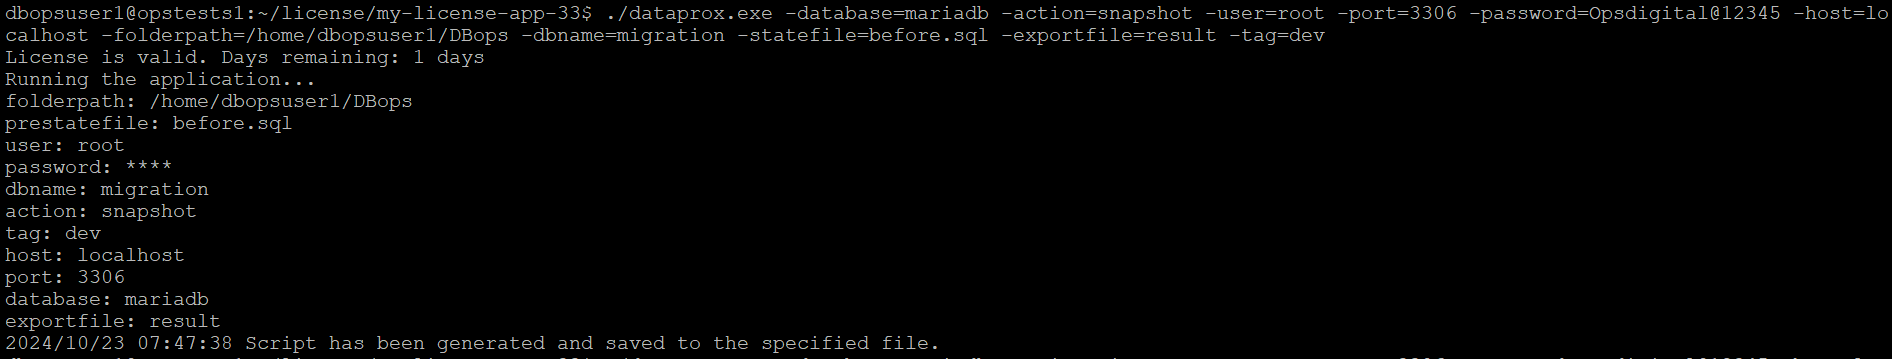 dbopsuser1@opstests1:~/license/my-license-app-33$ ./dataprox.exe -database=mariadb -action=snapshot -user=root -port=3306 -password=Opsdigital@12345 -host=lo
calhost -folderpath=/home/dbopsuser1/DBops -dbname=migration -statefile=before.sql -exportfile=result -tag=dev
License is valid. Days remaining: 1 days
Running the application...
folderpath: /home/dbopsuser1/DBops
prestatefile: before.sql
user: root
password: ****
dbname: migration
action: snapshot
tag: dev
host: localhost
port: 3306
database: mariadb
exportfile: result
2024/10/23 07:47:38 Script has been generated and saved to the specified file.